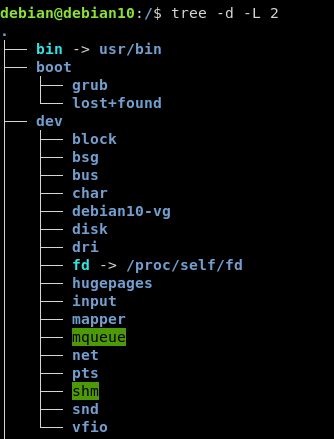 debian@debian10:/$ tree -d -L 2
.
├── bin -> usr/bin
├── boot
│   ├── grub
│   └── lost+found
├── dev
│   ├── block
│   ├── bsg
│   ├── bus
│   ├── char
│   ├── debian10-vg
│   ├── disk
│   ├── dri
│   ├── fd -> /proc/self/fd
│   ├── hugepages
│   ├── input
│   ├── mapper
│   ├── mqueue
│   ├── net
│   ├── pts
│   ├── shm
│   ├── snd
│   └── vfio